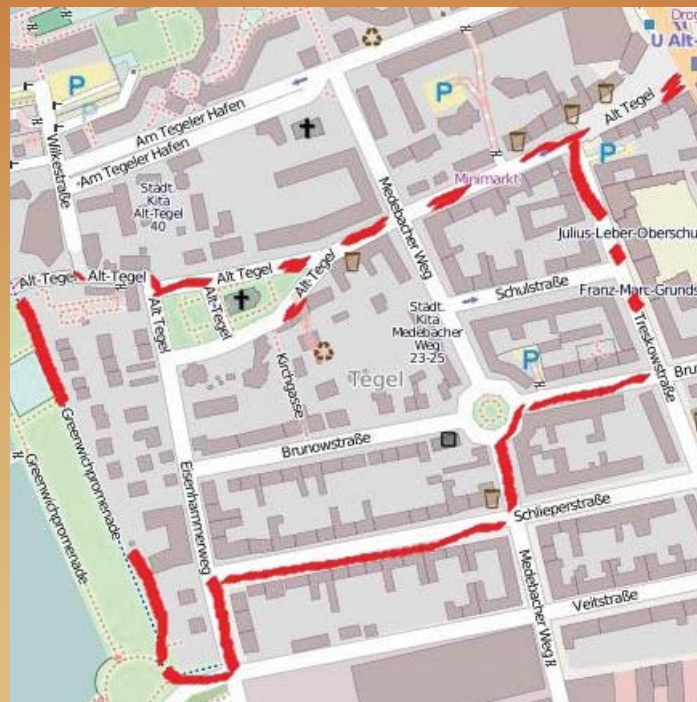 Droc
U Alt-
P
P
P
Alt Tegel
Am Tegeler Hafen
Wilkestraße
Am Tegeler Hafen
P
Minimarkt
Medebacher Weg
Städt.
Kita
Alt-Tegel
40
Julius-Leber-Oberschu
Alt-Tegel
Alt-Tegel
Alt Tegel
Alt-Tegel
Schulstraße
Franz-Marc-Grunds
Alt Tegel
Alt-Tegel
Städt.
Kita
Medebacher
Weg
23-25
Treskowstraße
Kirchgasse
P
Tegel
Bru
Greenwichpromenade
Brunowstraße
Greenwichpromenade
Eisenhammerweg
Schlieperstraße
Medebacher Weg
Veitstraße